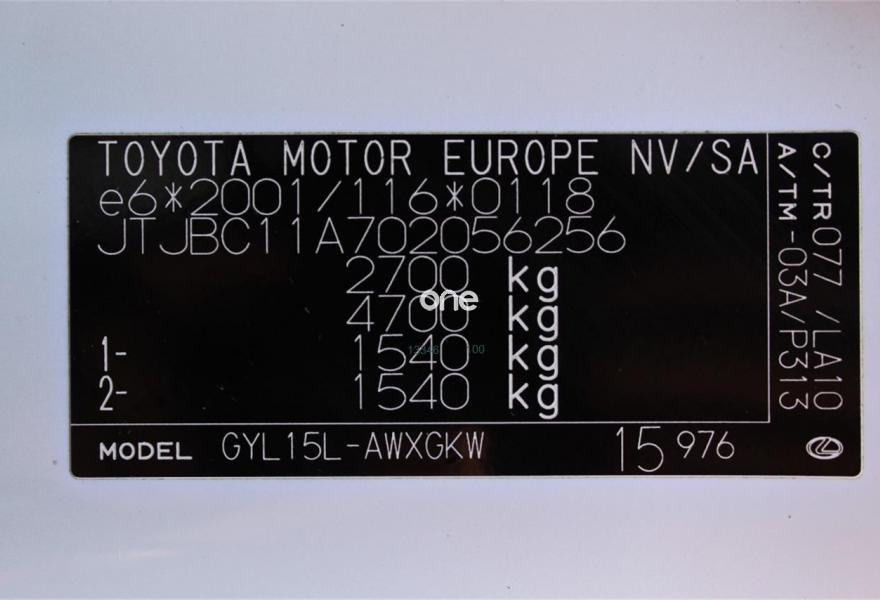 TOYOTA MOTOR EUROPE NV/SA
e6*2001/116*0118
JTJBC11A702056256
2700 kg
4700 kg
1- 1540 kg
2- 1540 kg
MODEL GYL15L-AWXGKW 15 976
C/TR 077 /LA10
A/TM -03A/P313
one